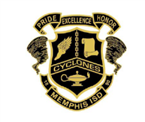 PRIDE EXCELLENCE HONOR
CYCLONES
MEMPHIS ISD